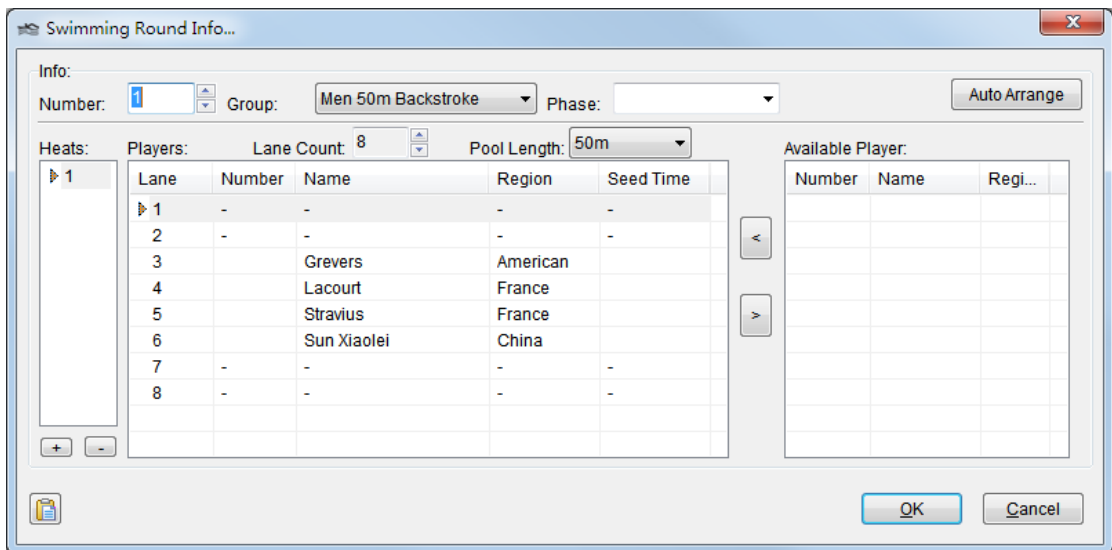 Swimming Round Info...
Info:
Number: 1 Group: Men 50m Backstroke Phase: Auto Arrange
Heats: Players: Lane Count: 8 Pool Length: 50m Available Player:
1
Lane Number Name Region Seed Time
1 - - - -
2 - - - -
3 Grevers American
4 Lacourt France
5 Stravius France
6 Sun Xiaolei China
7 - - - -
8 - - - -
Number Name Regi...
<
>
+ -
OK Cancel